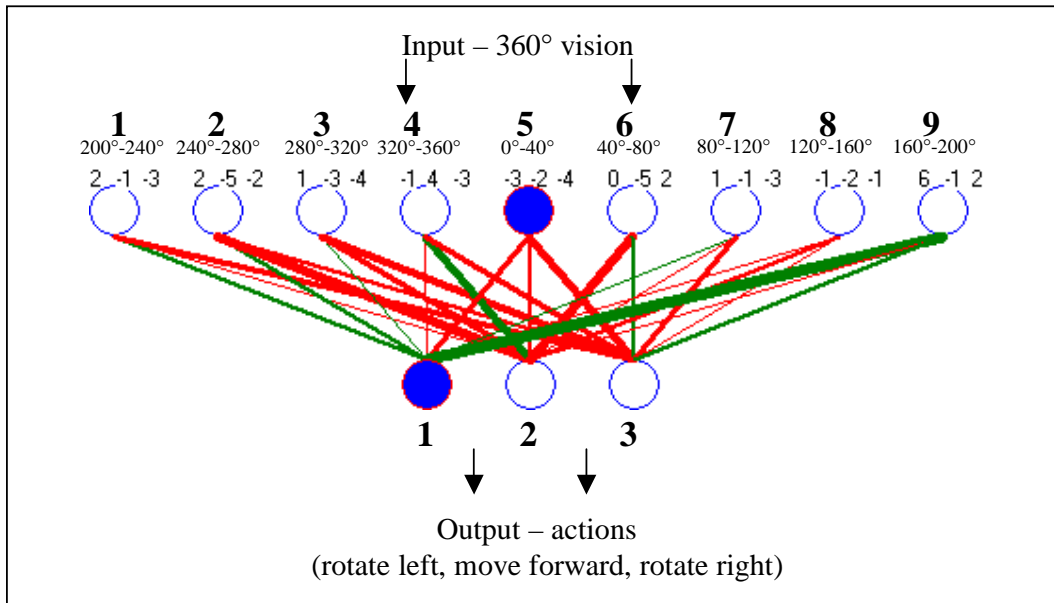 Input – 360° vision
1 2 3 4 5 6 7 8 9
200°-240° 240°-280° 280°-320° 320°-360° 0°-40° 40°-80° 80°-120° 120°-160° 160°-200°
2 -1 -3 2 -5 -2 1 -3 -4 -1 4 -3 -3 -2 -4 0 -5 2 1 -1 -3 -1 -2 -1 6 -1 2
1 2 3
Output – actions
(rotate left, move forward, rotate right)